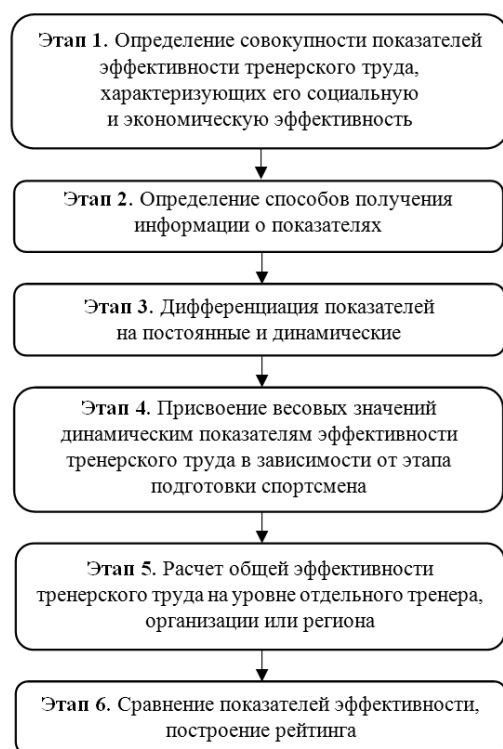 Этап 1. Определение совокупности показателей
эффективности тренерского труда,
характеризующих его социальную
и экономическую эффективность
Этап 2. Определение способов получения
информации о показателях
Этап 3. Дифференциация показателей
на постоянные и динамические
Этап 4. Присвоение весовых значений
динамическим показателям эффективности
тренерского труда в зависимости от этапа
подготовки спортсмена
Этап 5. Расчет общей эффективности
тренерского труда на уровне отдельного тренера,
организации или региона
Этап 6. Сравнение показателей эффективности,
построение рейтинга